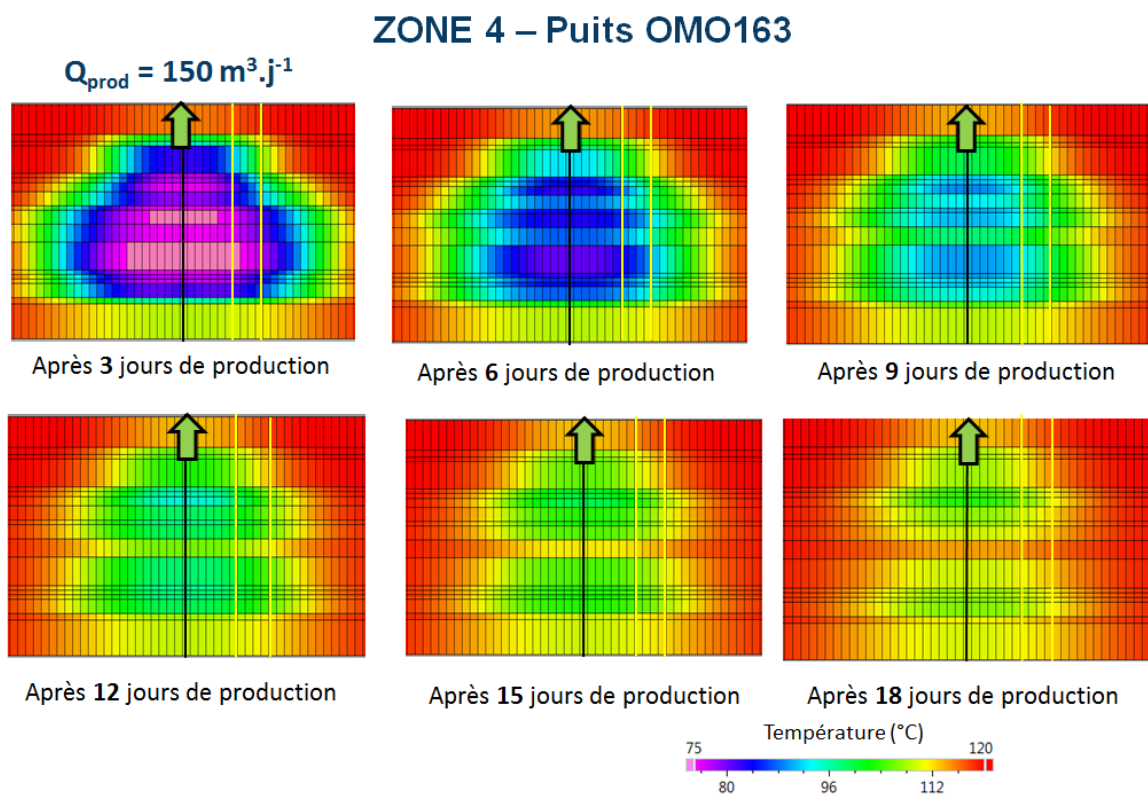 ZONE 4 – Puits OMO163
Qprod = 150 m³.j⁻¹
Après 3 jours de production
Après 6 jours de production
Après 9 jours de production
Après 12 jours de production
Après 15 jours de production
Après 18 jours de production
Température (°C)
75 120
80 96 112